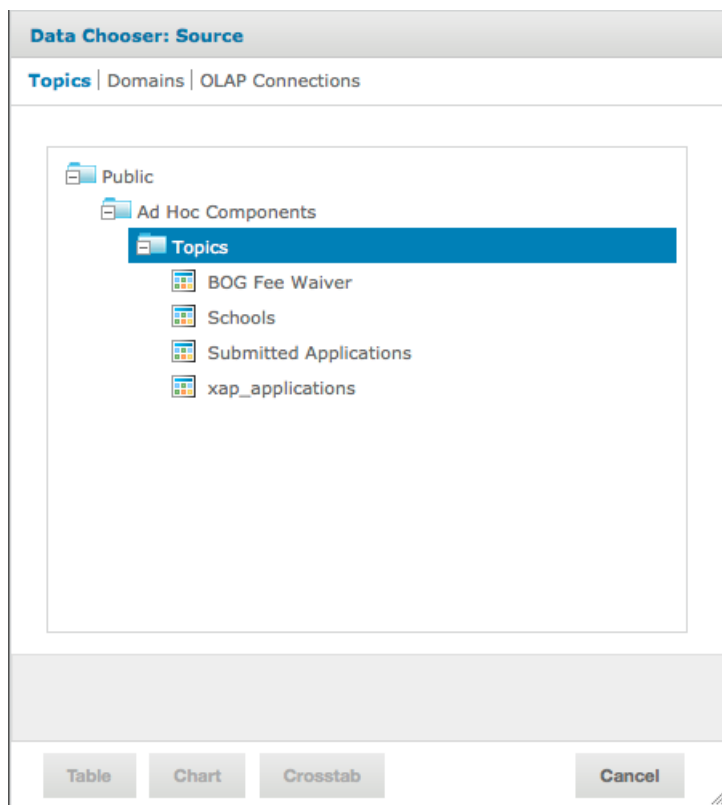 Data Chooser: Source
Topics | Domains | OLAP Connections
Public
Ad Hoc Components
Topics
BOG Fee Waiver
Schools
Submitted Applications
xap_applications
Table Chart Crosstab Cancel